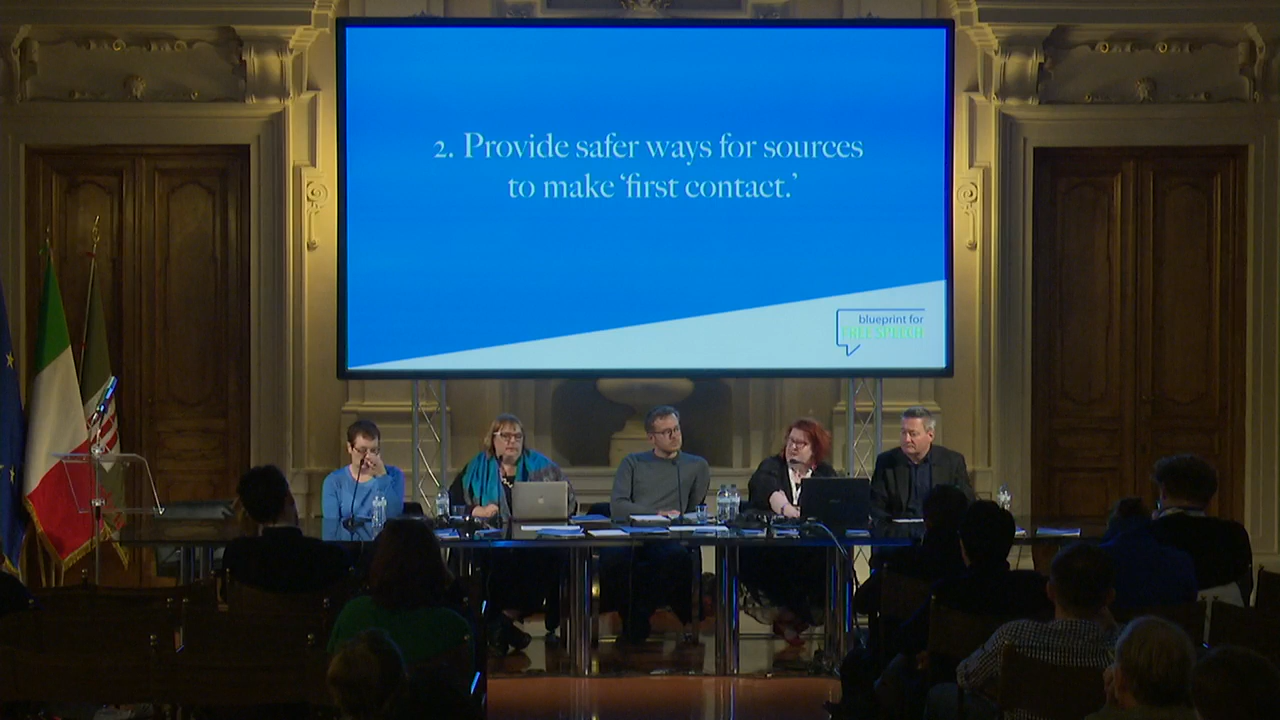 2. Provide safer ways for sources
to make ‘first contact.’
blueprint for
FREE SPEECH